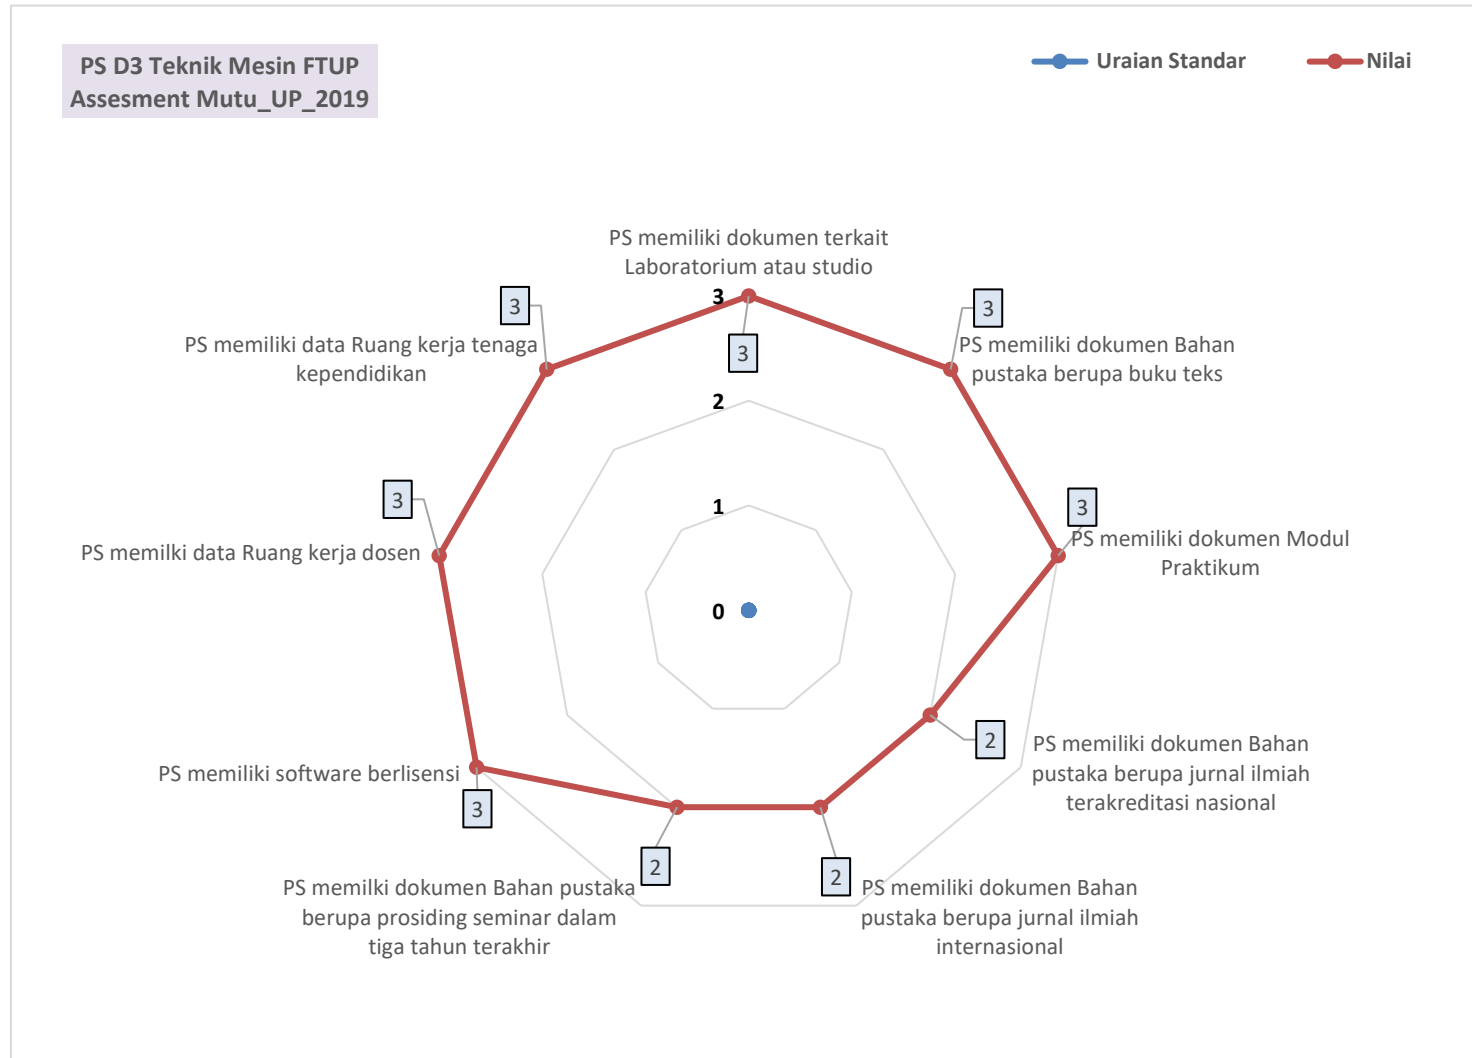 PS D3 Teknik Mesin FTUP
Assesment Mutu_UP_2019
Uraian Standar
Nilai
PS memiliki dokumen terkait
Laboratorium atau studio
3
3
3
PS memiliki dokumen Bahan
pustaka berupa buku teks
3
PS memiliki dokumen Modul
Praktikum
2
PS memiliki dokumen Bahan
pustaka berupa jurnal ilmiah
terakreditasi nasional
2
PS memiliki dokumen Bahan
pustaka berupa jurnal ilmiah
internasional
2
PS memilki dokumen Bahan pustaka
berupa prosiding seminar dalam
tiga tahun terakhir
3
PS memiliki software berlisensi
3
PS memilki data Ruang kerja dosen
3
PS memiliki data Ruang kerja tenaga
kependidikan
2
1
0